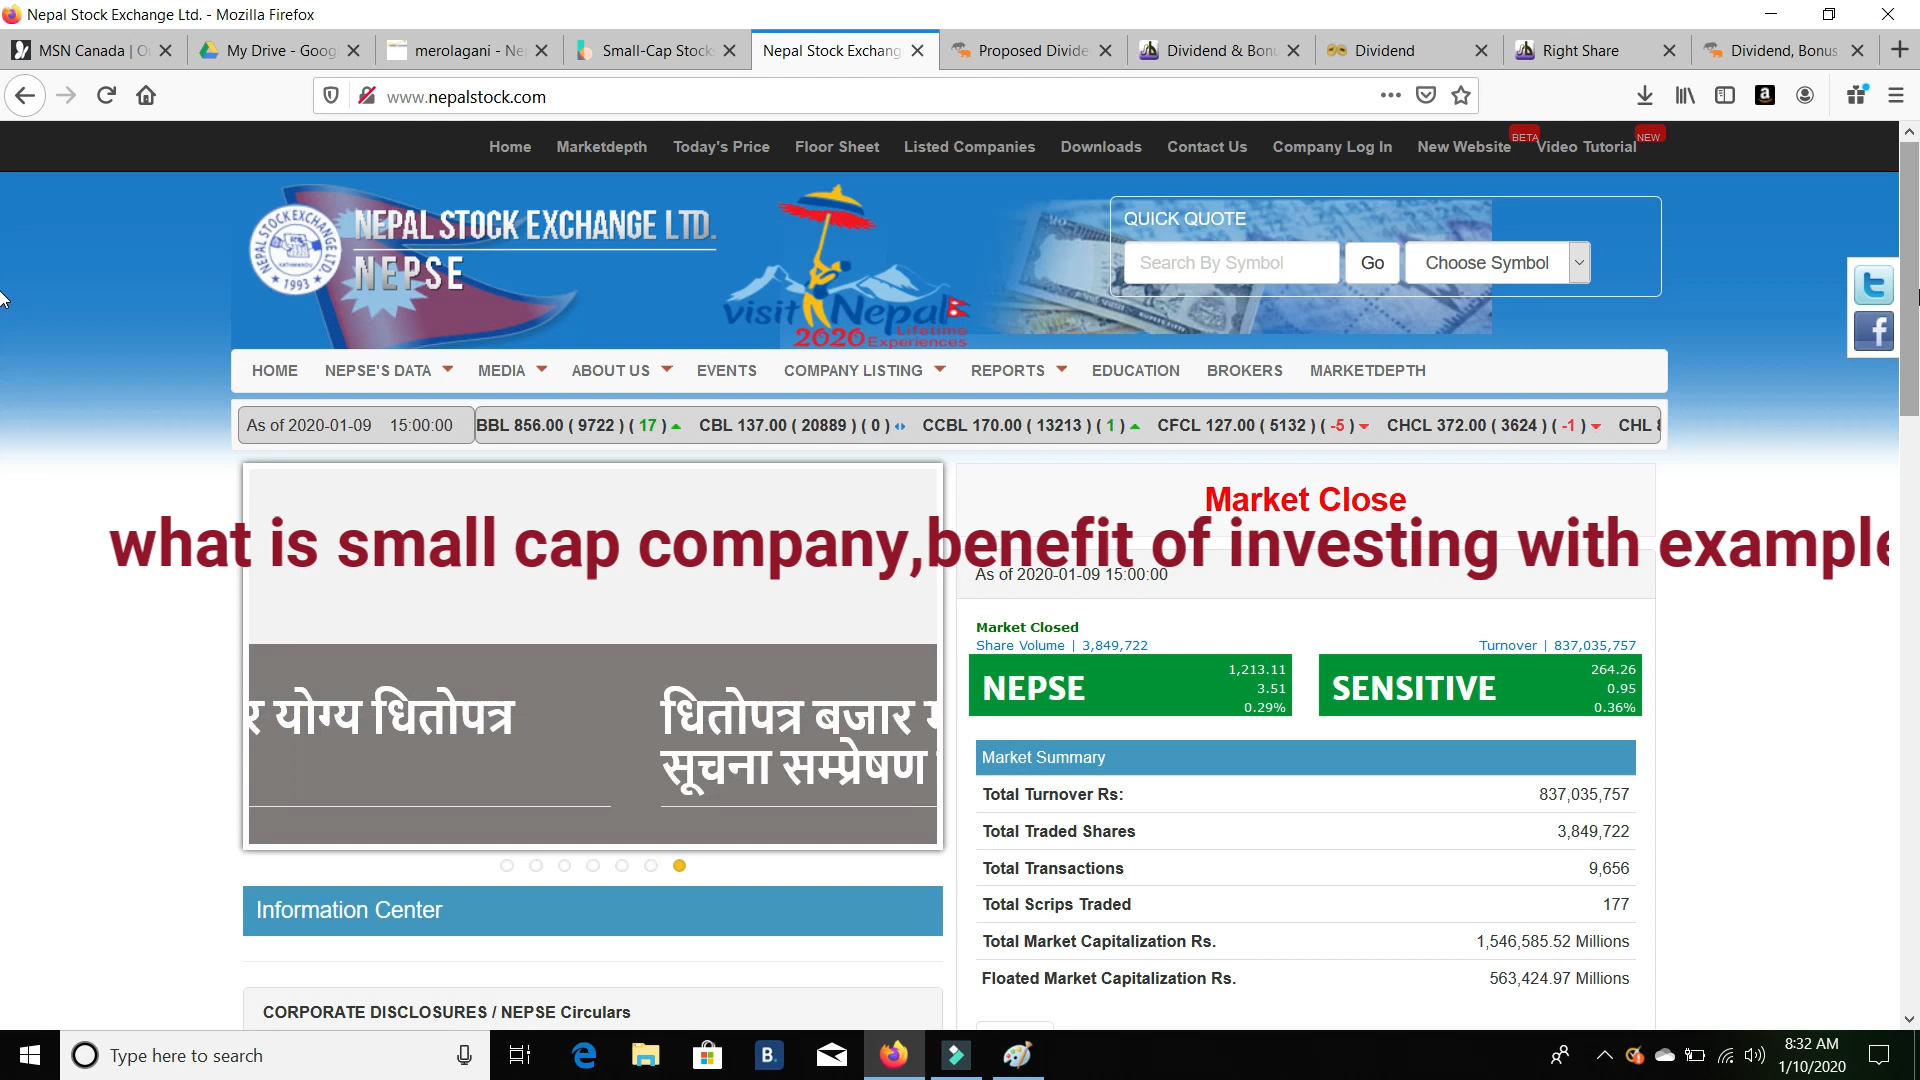 Nepal Stock Exchange Ltd. - Mozilla Firefox
MSN Canada | O
My Drive - Goog
merolagani - Ne
Small-Cap Stock
Nepal Stock Exchang
Proposed Divide
Dividend & Bon
Dividend
Right Share
Dividend, Bonus
www.nepalstock.com
Home Marketdepth Today's Price Floor Sheet Listed Companies Downloads Contact Us Company Log In New Website BETA Video Tutorial NEW
NEPAL STOCK EXCHANGE LTD.
NEPSE
NEPAL STOCK EXCHANGE LTD.
KATHMANDU
1993
visit Nepal
2020 Lifetime Experiences
QUICK QUOTE
Search By Symbol Go Choose Symbol
HOME NEPSE'S DATA MEDIA ABOUT US EVENTS COMPANY LISTING REPORTS EDUCATION BROKERS MARKETDEPTH
As of 2020-01-09 15:00:00 BBL 856.00 ( 9722 ) ( 17 ) CBL 137.00 ( 20889 ) ( 0 ) CCBL 170.00 ( 13213 ) ( 1 ) CFCL 127.00 ( 5132 ) ( -5 ) CHCL 372.00 ( 3624 ) ( -1 ) CHL
Market Close
what is small cap company,benefit of investing with example
As of 2020-01-09 15:00:00
Market Closed
Share Volume | 3,849,722 Turnover | 837,035,757
NEPSE 1,213.11 3.51 0.29%
SENSITIVE 264.26 0.95 0.36%
र योग्य धितोपत्र
धितोपत्र बजार
सूचना सम्प्रेषण
Market Summary
Total Turnover Rs: 837,035,757
Total Traded Shares 3,849,722
Total Transactions 9,656
Total Scrips Traded 177
Total Market Capitalization Rs. 1,546,585.52 Millions
Floated Market Capitalization Rs. 563,424.97 Millions
Information Center
CORPORATE DISCLOSURES / NEPSE Circulars
Type here to search
8:32 AM
1/10/2020